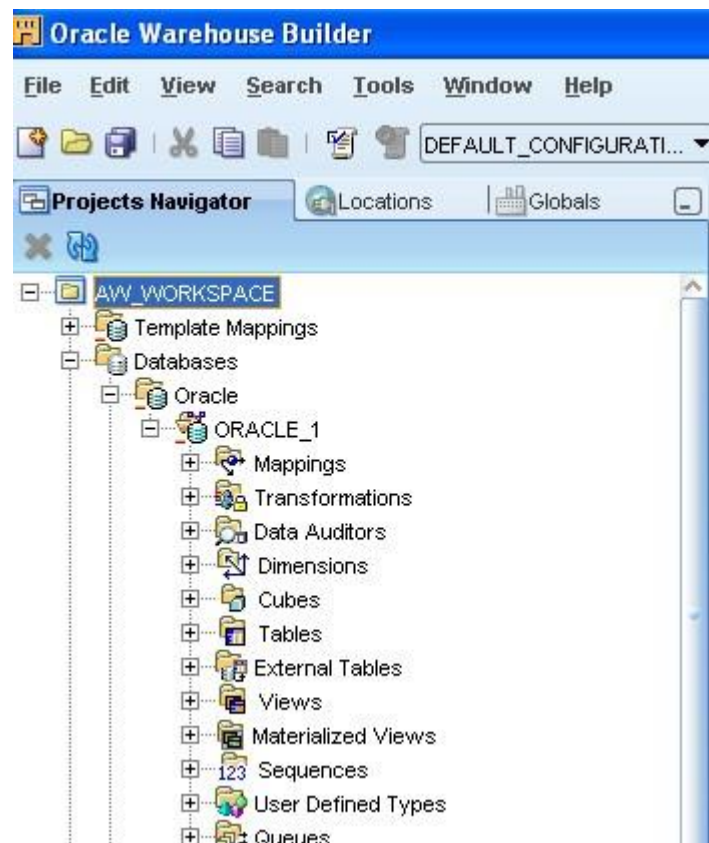 Oracle Warehouse Builder
File Edit View Search Tools Window Help
DEFAULT_CONFIGURATI...
Projects Navigator Locations Globals
AW_WORKSPACE
Template Mappings
Databases
Oracle
ORACLE_1
Mappings
Transformations
Data Auditors
Dimensions
Cubes
Tables
External Tables
Views
Materialized Views
123 Sequences
User Defined Types
Queues